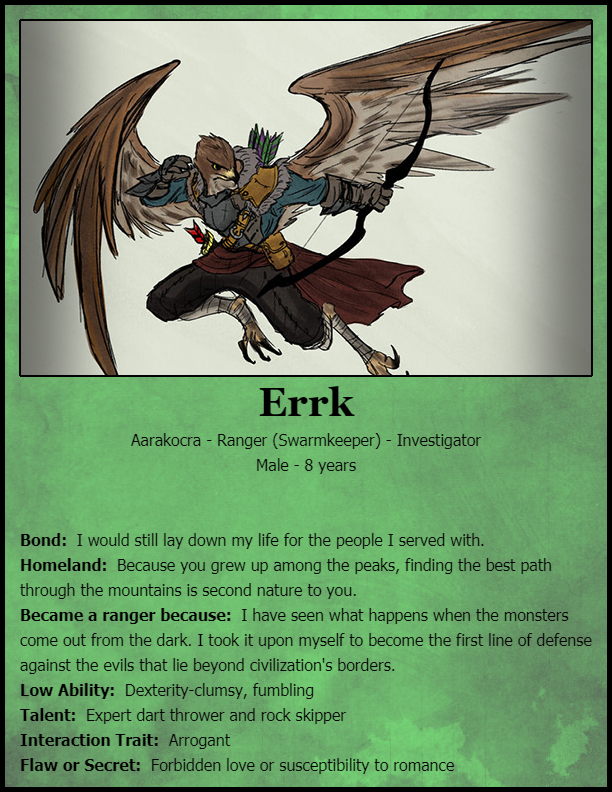 Errk
Aarakocra - Ranger (Swarmkeeper) - Investigator
Male - 8 years
Bond:  I would still lay down my life for the people I served with.
Homeland:  Because you grew up among the peaks, finding the best path
through the mountains is second nature to you.
Became a ranger because:  I have seen what happens when the monsters
come out from the dark. I took it upon myself to become the first line of defense
against the evils that lie beyond civilization's borders.
Low Ability:  Dexterity-clumsy, fumbling
Talent:  Expert dart thrower and rock skipper
Interaction Trait:  Arrogant
Flaw or Secret:  Forbidden love or susceptibility to romance